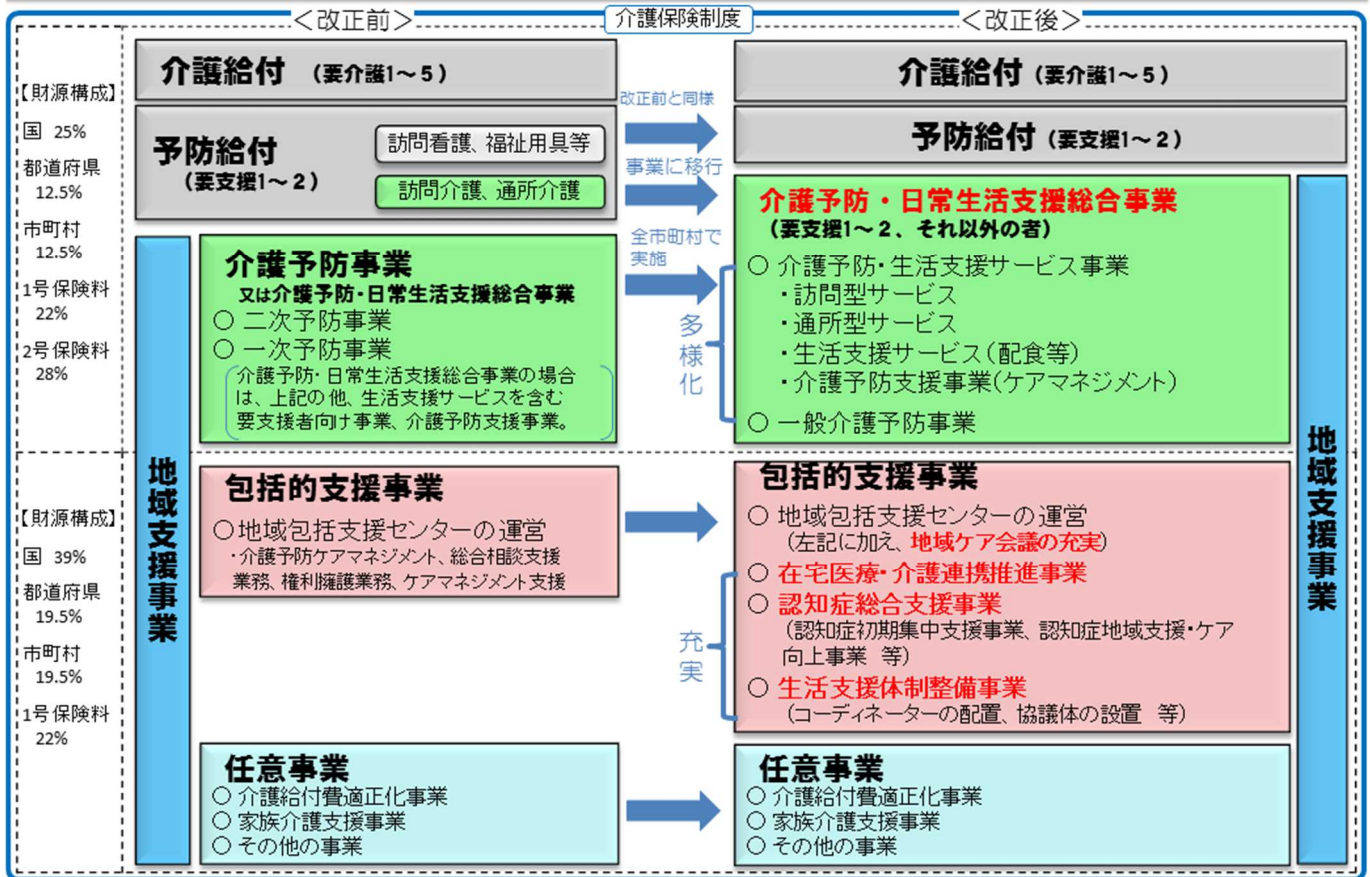 介護保険制度
＜改正前＞
＜改正後＞
【財源構成】
国 25%
都道府県
12.5%
市町村
12.5%
1号保険料
22%
2号保険料
28%
【財源構成】
国 39%
都道府県
19.5%
市町村
19.5%
1号保険料
22%
介護給付 (要介護1～5)
予防給付
(要支援1～2)
訪問看護、福祉用具等
訪問介護、通所介護
地域支援事業
介護予防事業
又は介護予防・日常生活支援総合事業
○ 二次予防事業
○ 一次予防事業
介護予防・日常生活支援総合事業の場合
は、上記の他、生活支援サービスを含む
要支援者向け事業、介護予防支援事業。
包括的支援事業
○地域包括支援センターの運営
・介護予防ケアマネジメント、総合相談支援
業務、権利擁護業務、ケアマネジメント支援
任意事業
○ 介護給付費適正化事業
○ 家族介護支援事業
○ その他の事業
改正前と同様
事業に移行
全市町村で
実施
多様化
充実
介護給付 (要介護1～5)
予防給付 (要支援1～2)
介護予防・日常生活支援総合事業
(要支援1～2、それ以外の者)
○ 介護予防・生活支援サービス事業
・訪問型サービス
・通所型サービス
・生活支援サービス(配食等)
・介護予防支援事業(ケアマネジメント)
○ 一般介護予防事業
包括的支援事業
○ 地域包括支援センターの運営
(左記に加え、地域ケア会議の充実)
○ 在宅医療・介護連携推進事業
○ 認知症総合支援事業
(認知症初期集中支援事業、認知症地域支援・ケア
向上事業 等)
○ 生活支援体制整備事業
(コーディネーターの配置、協議体の設置 等)
任意事業
○ 介護給付費適正化事業
○ 家族介護支援事業
○ その他の事業
地域支援事業